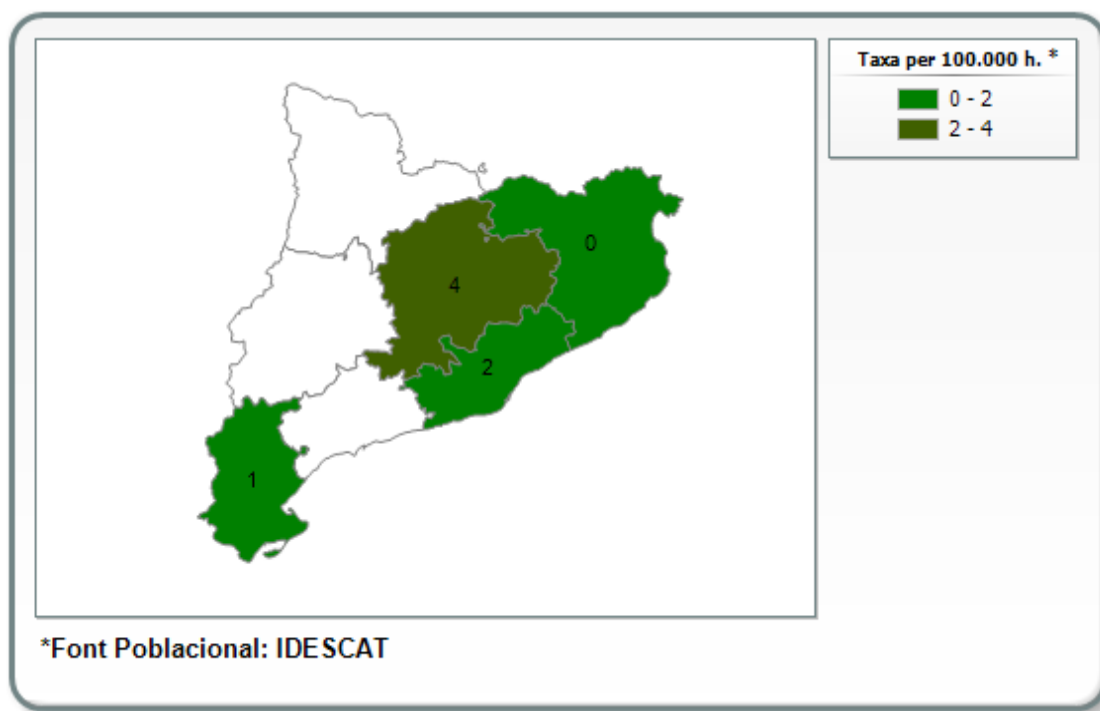 Taxa per 100.000 h. *
0 - 2
2 - 4
0
4
2
1
*Font Poblacional: IDESCAT